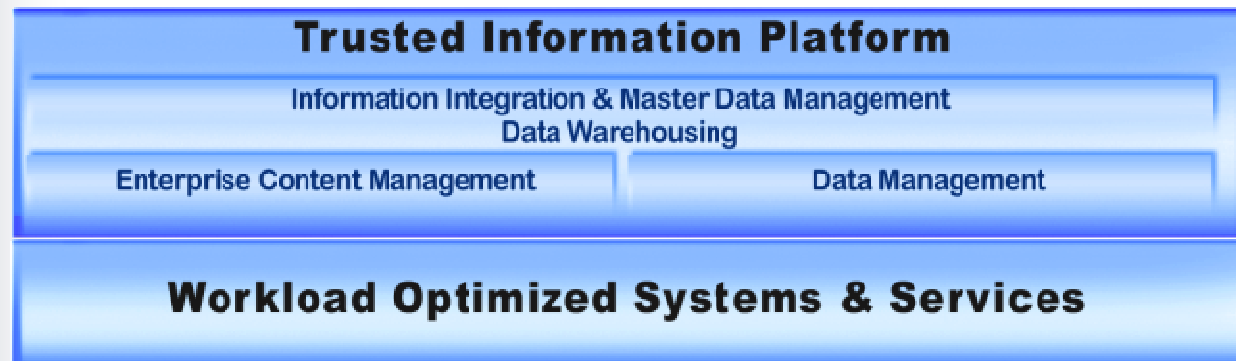 Trusted Information Platform
Information Integration & Master Data Management
Data Warehousing
Enterprise Content Management
Data Management
Workload Optimized Systems & Services